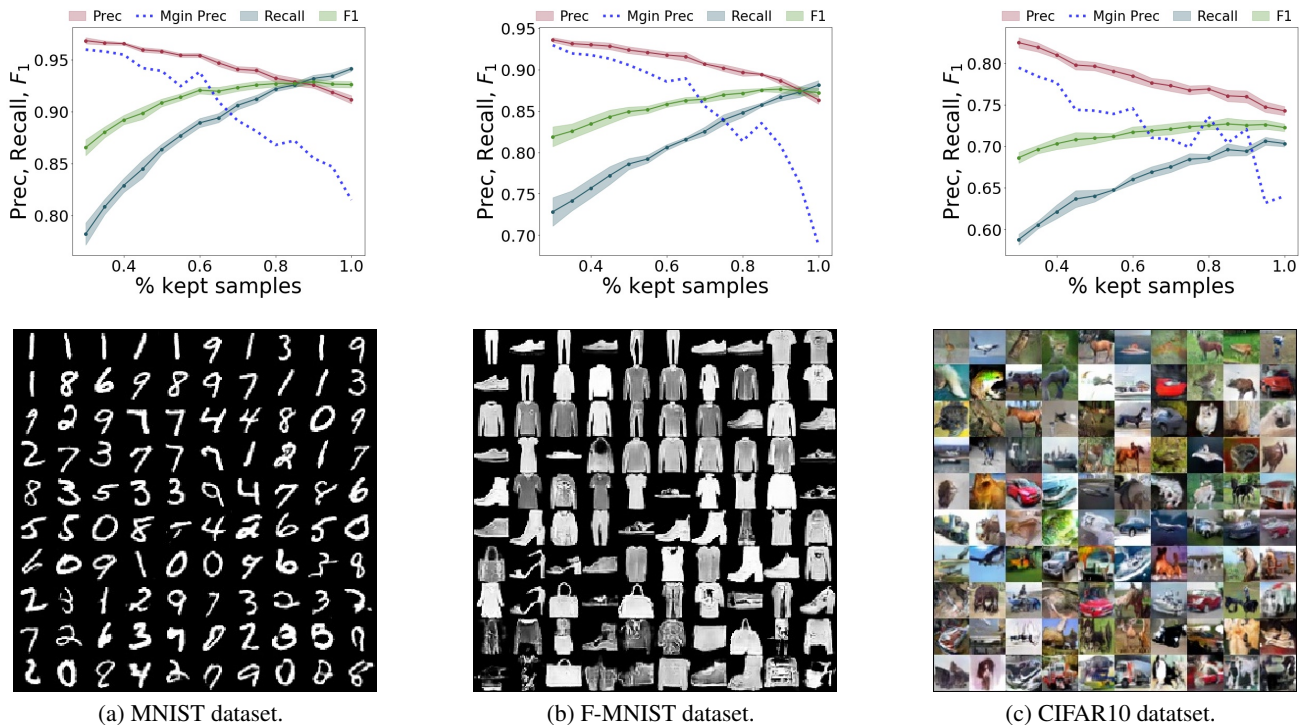 Prec Mgin Prec Recall F1
Prec, Recall, F1
0.95
0.90
0.85
0.80
0.4 0.6 0.8 1.0
% kept samples
Prec Mgin Prec Recall F1
Prec, Recall, F1
0.95
0.90
0.85
0.80
0.75
0.70
0.4 0.6 0.8 1.0
% kept samples
Prec Mgin Prec Recall F1
Prec, Recall, F1
0.80
0.75
0.70
0.65
0.60
0.4 0.6 0.8 1.0
% kept samples
(a) MNIST dataset.
(b) F-MNIST dataset.
(c) CIFAR10 datatset.